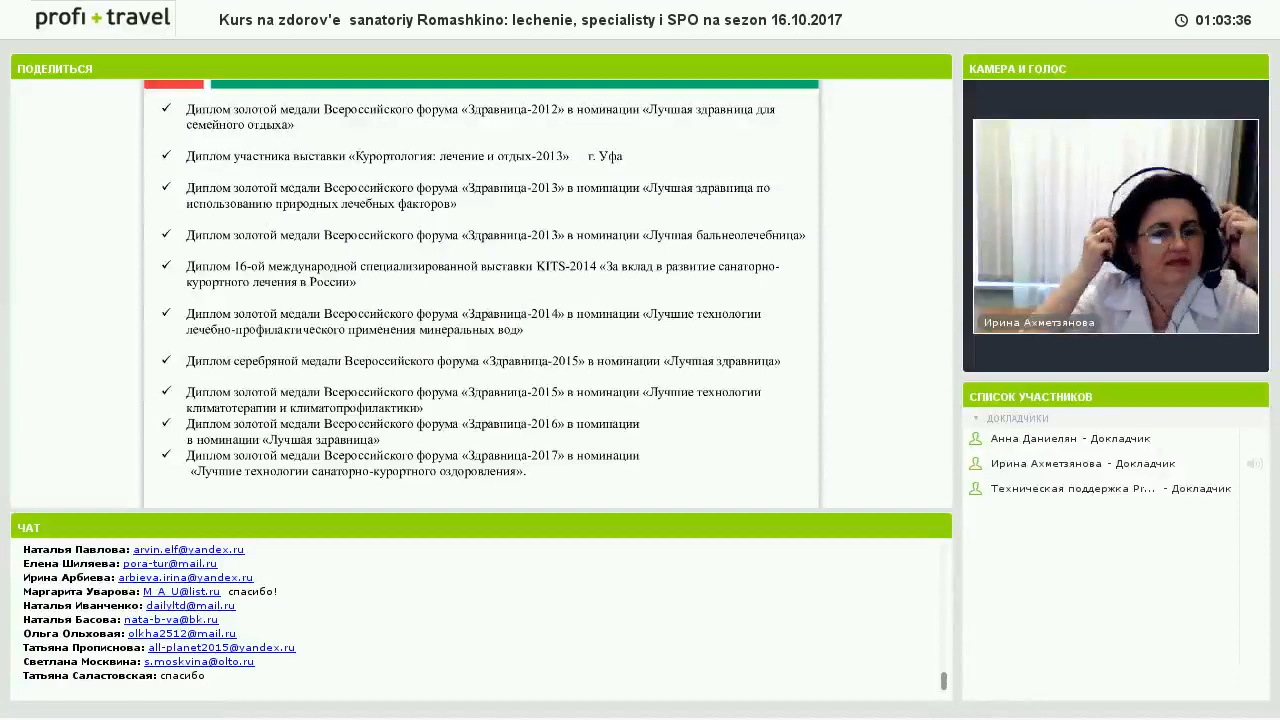 profi + travel
Kurs na zdorov'e sanatoriy Romashkino: lechenie, specialisty i SPO na sezon 16.10.2017
01:03:36
ПОДЕЛИТЬСЯ
Диплом золотой медали Всероссийского форума «Здравница-2012» в номинации «Лучшая здравница для
семейного отдыха»
Диплом участника выставки «Курортология: лечение и отдых-2013» г. Уфа
Диплом золотой медали Всероссийского форума «Здравница-2013» в номинации «Лучшая здравница по
использованию природных лечебных факторов»
Диплом золотой медали Всероссийского форума «Здравница-2013» в номинации «Лучшая бальнеолечебница»
Диплом 16-ой международной специализированной выставки KITS-2014 «За вклад в развитие санаторно-
курортного лечения в России»
Диплом золотой медали Всероссийского форума «Здравница-2014» в номинации «Лучшие технологии
лечебно-профилактического применения минеральных вод»
Диплом серебряной медали Всероссийского форума «Здравница-2015» в номинации «Лучшая здравница»
Диплом золотой медали Всероссийского форума «Здравница-2015» в номинации «Лучшие технологии
климатотерапии и климатопрофилактики»
Диплом золотой медали Всероссийского форума «Здравница-2016» в номинации
в номинации «Лучшая здравница»
Диплом золотой медали Всероссийского форума «Здравница-2017» в номинации
«Лучшие технологии санаторно-курортного оздоровления».
ЧАТ
Наталья Павлова: arvin.elf@yandex.ru
Елена Шиляева: pora-tur@mail.ru
Ирина Арбиева: arbieva.irina@yandex.ru
Маргарита Уварова: M_A_U@list.ru спасибо!
Наталья Иванченко: dailyltd@mail.ru
Наталья Басова: nata-b-va@bk.ru
Ольга Ольховая: olkha2512@mail.ru
Татьяна Прописнова: all-planet2015@yandex.ru
Светлана Москвина: s.moskvina@olto.ru
Татьяна Саластовская: спасибо
КАМЕРА И ГОЛОС
Ирина Ахметзянова
СПИСОК УЧАСТНИКОВ
ДОКЛАДЧИКИ
Анна Даниелян - Докладчик
Ирина Ахметзянова - Докладчик
Техническая поддержка Pr... - Докладчик